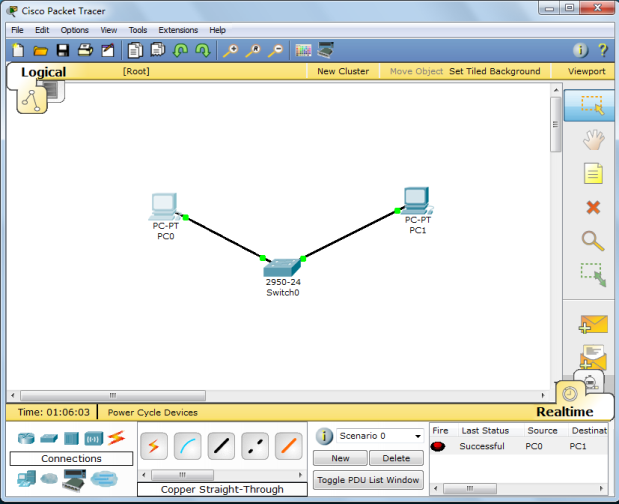 Cisco Packet Tracer
File Edit Options View Tools Extensions Help
Logical [Root] New Cluster Move Object Set Tiled Background Viewport
PC-PT
PC0
PC-PT
PC1
2950-24
Switch0
Time: 01:06:03 Power Cycle Devices Realtime
Scenario 0
Fire Last Status Source Destinat
Successful PC0 PC1
Connections
New Delete
Toggle PDU List Window
Copper Straight-Through